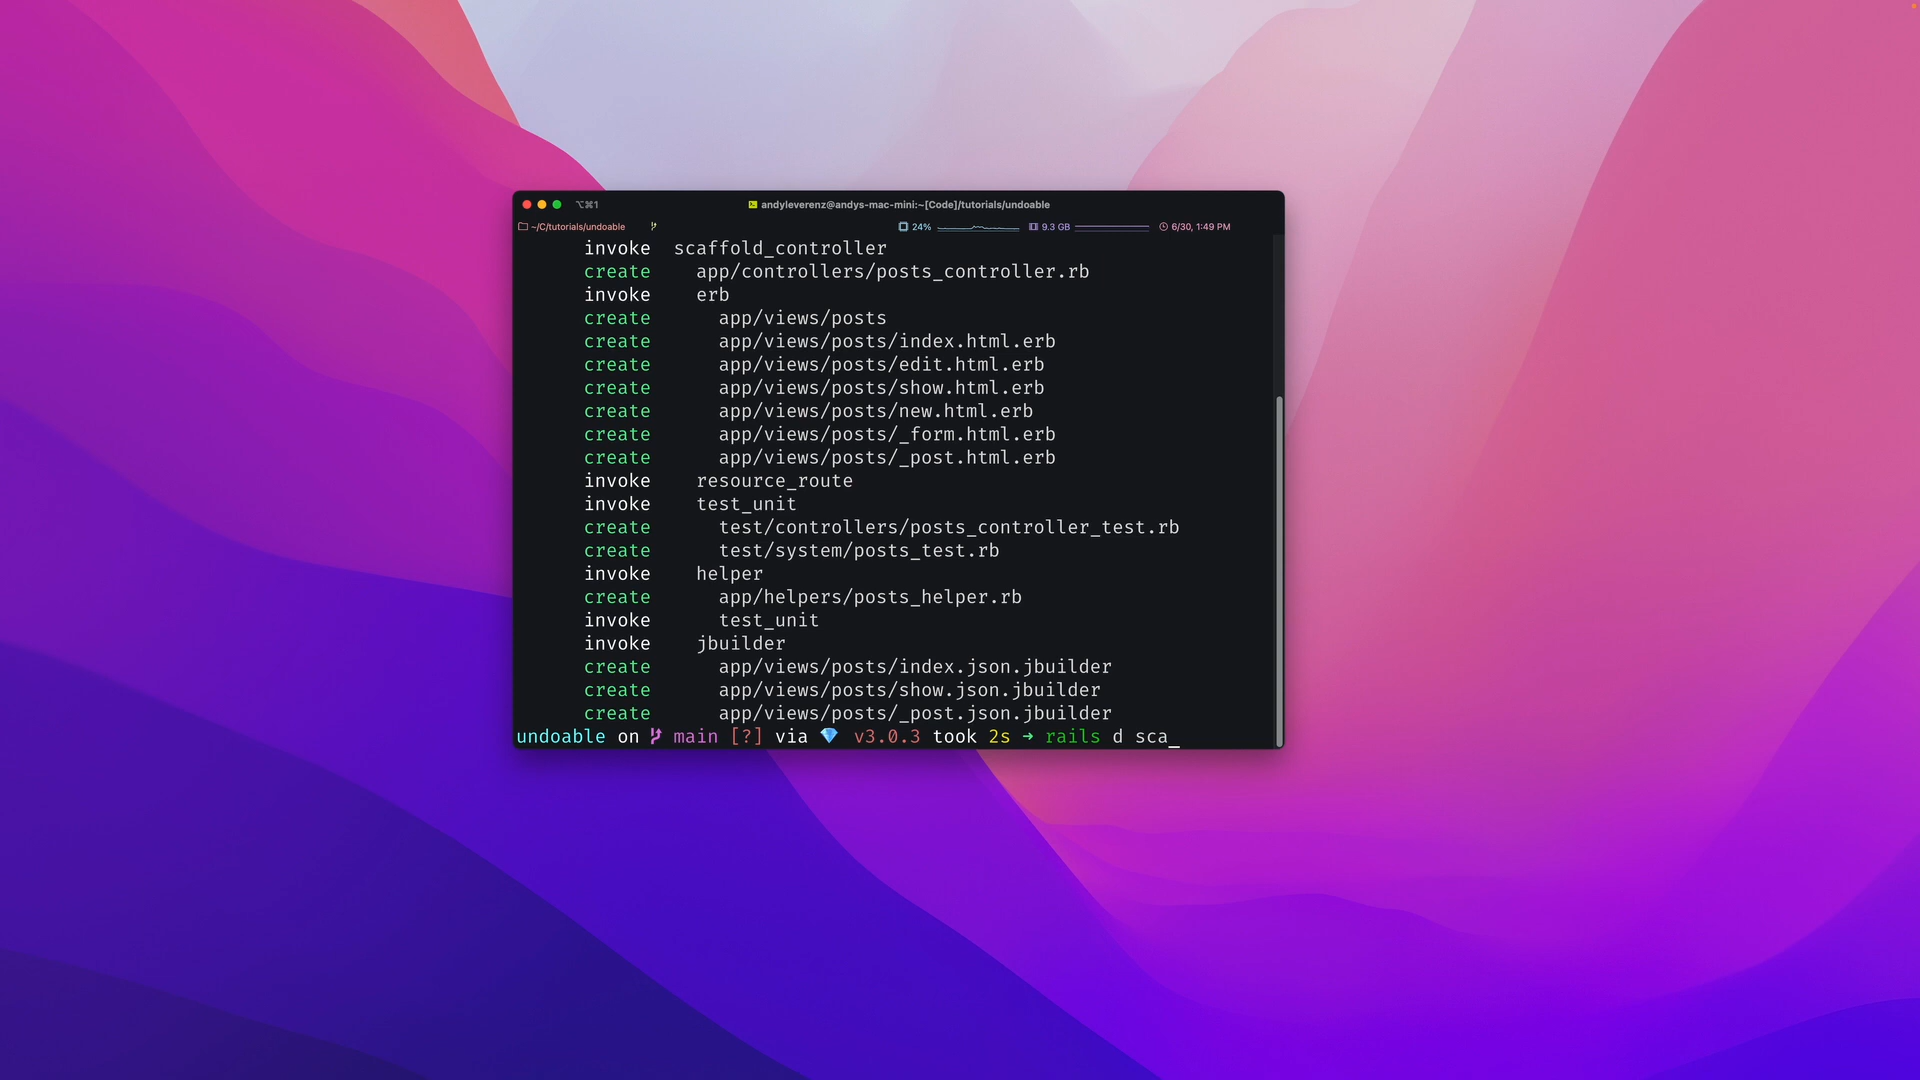 ⌥⌘1 andyleverenz@andys-mac-mini:~[Code]/tutorials/undoable
~/C/tutorials/undoable 24% 9.3 GB 6/30, 1:49 PM
invoke scaffold_controller
create app/controllers/posts_controller.rb
invoke erb
create app/views/posts
create app/views/posts/index.html.erb
create app/views/posts/edit.html.erb
create app/views/posts/show.html.erb
create app/views/posts/new.html.erb
create app/views/posts/_form.html.erb
create app/views/posts/_post.html.erb
invoke resource_route
invoke test_unit
create test/controllers/posts_controller_test.rb
create test/system/posts_test.rb
invoke helper
create app/helpers/posts_helper.rb
invoke test_unit
invoke jbuilder
create app/views/posts/index.json.jbuilder
create app/views/posts/show.json.jbuilder
create app/views/posts/_post.json.jbuilder
undoable on main [?] via 💎 v3.0.3 took 2s → rails d sca_